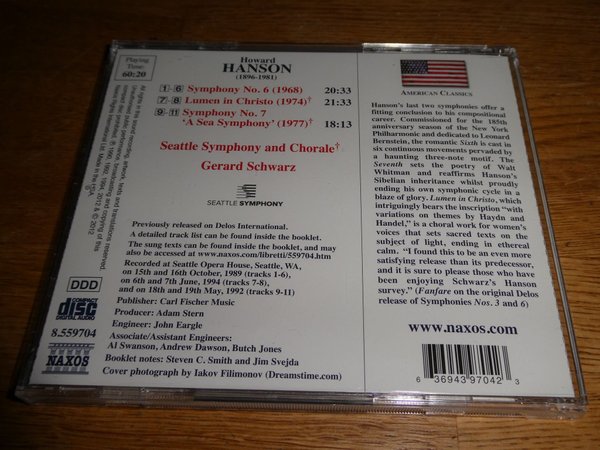 Playing
Time:
60:20
Howard
HANSON
(1896-1981)
1 - 6 Symphony No. 6 (1968) 20:33
7 - 8 Lumen in Christo (1974)† 21:33
9 - 11 Symphony No. 7
‘A Sea Symphony’ (1977)† 18:13
Seattle Symphony and Chorale†
Gerard Schwarz
SEATTLE SYMPHONY
Previously released on Delos International.
A detailed track list can be found inside the booklet.
The sung texts can be found inside the booklet, and may
also be accessed at www.naxos.com/libretti/559704.htm
Recorded at Seattle Opera House, Seattle, WA,
on 15th and 16th October, 1989 (tracks 1-6),
on 6th and 7th June, 1994 (tracks 7-8),
and on 18th and 19th May, 1992 (tracks 9-11)
Publisher: Carl Fischer Music
Producer: Adam Stern
Engineer: John Eargle
Associate/Assistant Engineers:
Al Swanson, Andrew Dawson, Butch Jones
Booklet notes: Steven C. Smith and Jim Svejda
Cover photograph by Iakov Filimonov (Dreamstime.com)
DDD
COMPACT
disc
DIGITAL AUDIO
8.559704
NAXOS
AMERICAN CLASSICS
Hanson’s last two symphonies offer a
fitting conclusion to his compositional
career. Commissioned for the 185th
anniversary season of the New York
Philharmonic and dedicated to Leonard
Bernstein, the romantic Sixth is cast in
six continuous movements pervaded by
a haunting three-note motif. The
Seventh sets the poetry of Walt
Whitman and reaffirms Hanson’s
Sibelian inheritance whilst proudly
ending his own symphonic cycle in a
blaze of glory. Lumen in Christo, which
intriguingly bears the inscription “with
variations on themes by Haydn and
Handel,” is a choral work for women’s
voices that sets sacred texts on the
subject of light, ending in ethereal
calm. “I found this to be an even more
satisfying release than its predecessor,
and it is sure to please those who have
been enjoying Schwarz’s Hanson
survey.” (Fanfare on the original Delos
release of Symphonies Nos. 3 and 6)
www.naxos.com
6 36943 97042 3